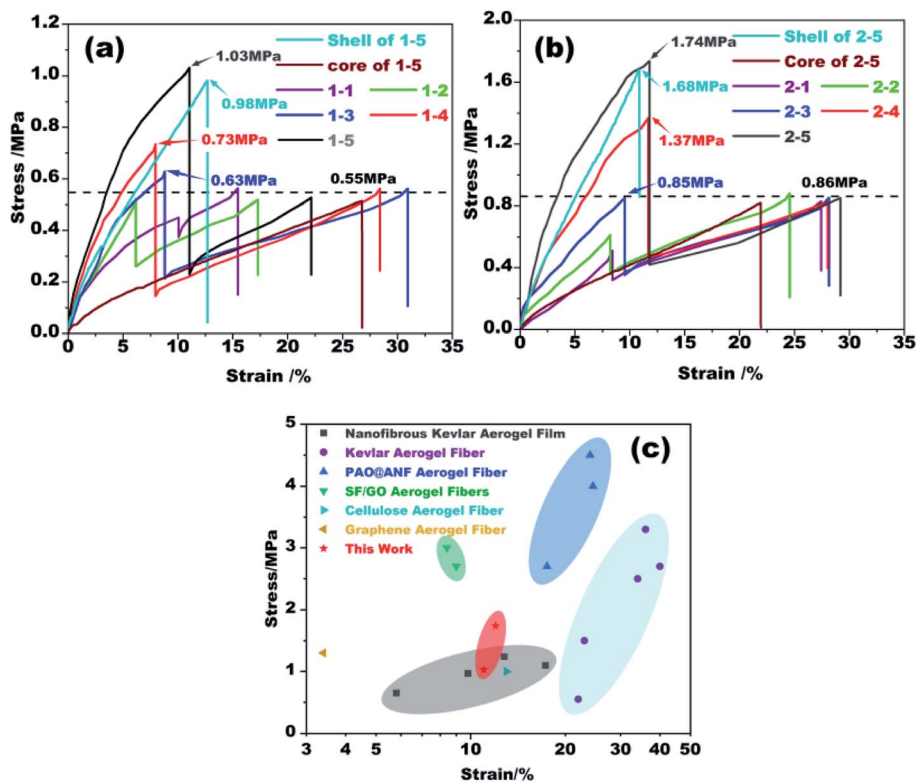 (a)
Stress /MPa
1.2
1.0
0.8
0.6
0.4
0.2
0.0
0 5 10 15 20 25 30 35
Strain /%
Shell of 1-5
core of 1-5
1-1 1-2
1-3 1-4
1-5
1.03MPa
0.98MPa
0.73MPa
0.63MPa
0.55MPa
(b)
Stress /MPa
2.0
1.6
1.2
0.8
0.4
0.0
0 5 10 15 20 25 30 35
Strain /%
Shell of 2-5
Core of 2-5
2-1 2-2
2-3 2-4
2-5
1.74MPa
1.68MPa
1.37MPa
0.85MPa
0.86MPa
(c)
Stress/MPa
5
4
3
2
1
0
3 4 5 10 20 30 40 50
Strain/%
Nanofibrous Kevlar Aerogel Film
Kevlar Aerogel Fiber
PAO@ANF Aerogel Fiber
SF/GO Aerogel Fibers
Cellulose Aerogel Fiber
Graphene Aerogel Fiber
This Work